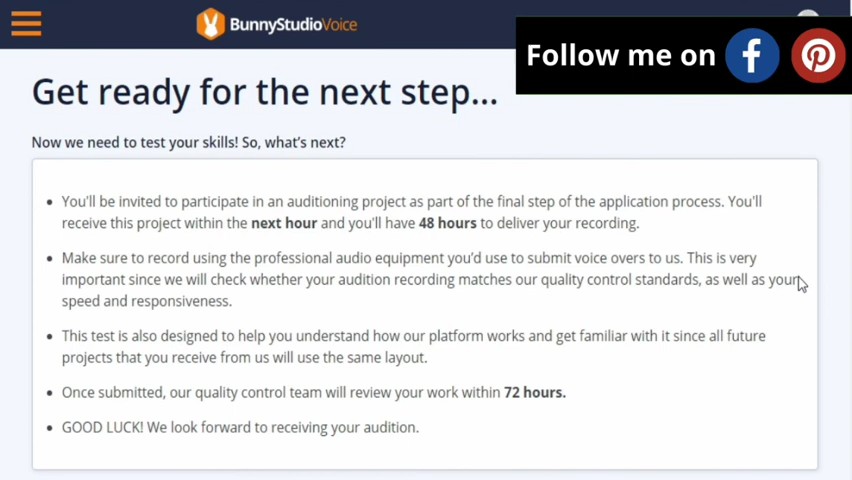 BunnyStudioVoice
Follow me on
Get ready for the next step...
Now we need to test your skills! So, what's next?
You'll be invited to participate in an auditioning project as part of the final step of the application process. You'll
receive this project within the next hour and you'll have 48 hours to deliver your recording.
Make sure to record using the professional audio equipment you'd use to submit voice overs to us. This is very
important since we will check whether your audition recording matches our quality control standards, as well as your
speed and responsiveness.
This test is also designed to help you understand how our platform works and get familiar with it since all future
projects that you receive from us will use the same layout.
Once submitted, our quality control team will review your work within 72 hours.
GOOD LUCK! We look forward to receiving your audition.